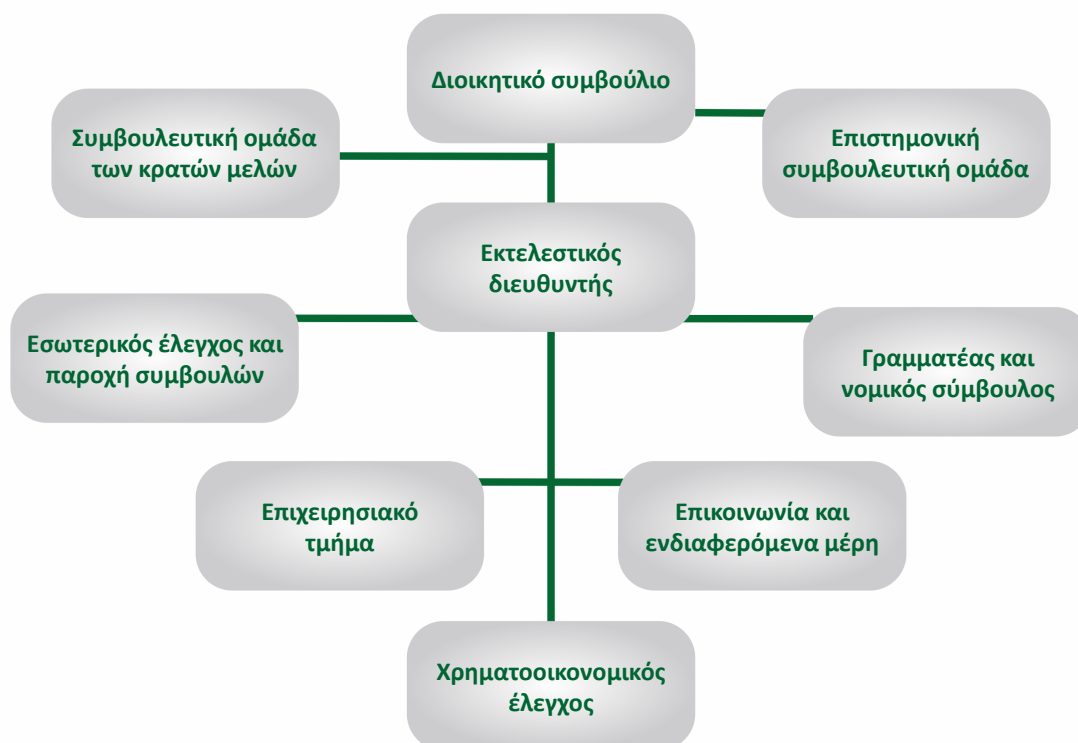 Διοικητικό συμβούλιο
Συμβουλευτική ομάδα
των κρατών μελών
Επιστημονική
συμβουλευτική ομάδα
Εκτελεστικός
διευθυντής
Εσωτερικός έλεγχος και
παροχή συμβουλών
Γραμματέας και
νομικός σύμβουλος
Επιχειρησιακό
τμήμα
Επικοινωνία και
ενδιαφερόμενα μέρη
Χρηματοοικονομικός
έλεγχος